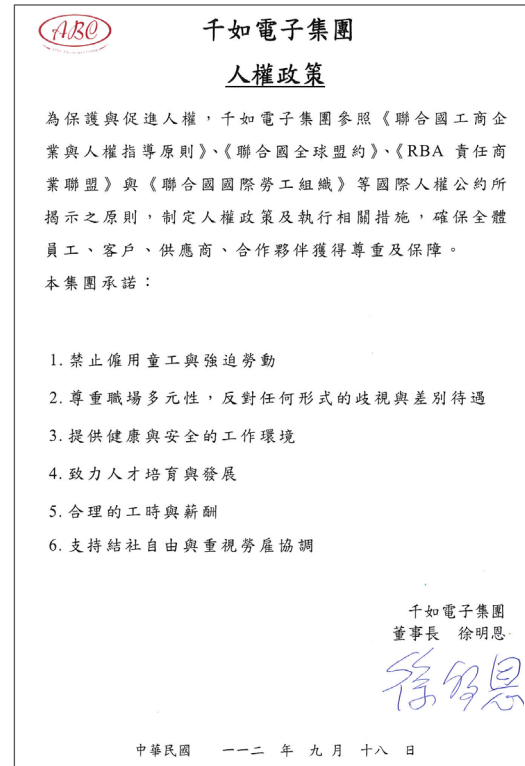 ABC
千如電子集團
人權政策
為保護與促進人權，千如電子集團參照《聯合國工商企
業與人權指導原則》、《聯合國全球盟約》、《RBA 責任商
業聯盟》與《聯合國國際勞工組織》等國際人權公約所
揭示之原則，制定人權政策及執行相關措施，確保全體
員工、客戶、供應商、合作夥伴獲得尊重及保障。
本集團承諾：
1. 禁止僱用童工與強迫勞動
2. 尊重職場多元性，反對任何形式的歧視與差別待遇
3. 提供健康與安全的工作環境
4. 致力人才培育與發展
5. 合理的工時與薪酬
6. 支持結社自由與重視勞雇協調
千如電子集團
董事長 徐明恩
徐明恩
中華民國 一一二 年 九 月 十八 日